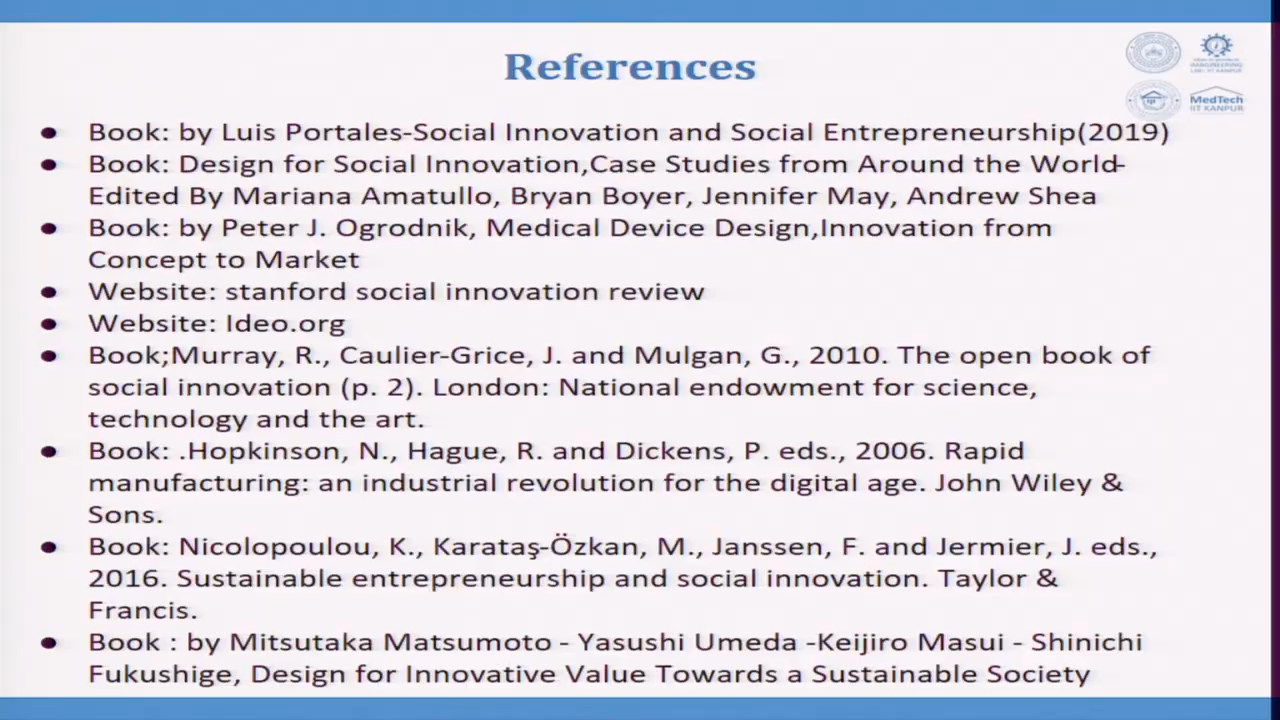 References
MedTech
IIT KANPUR
● Book: by Luis Portales-Social Innovation and Social Entrepreneurship(2019)
● Book: Design for Social Innovation,Case Studies from Around the World-
Edited By Mariana Amatullo, Bryan Boyer, Jennifer May, Andrew Shea
● Book: by Peter J. Ogrodnik, Medical Device Design,Innovation from
Concept to Market
● Website: stanford social innovation review
● Website: Ideo.org
● Book;Murray, R., Caulier-Grice, J. and Mulgan, G., 2010. The open book of
social innovation (p. 2). London: National endowment for science,
technology and the art.
● Book: .Hopkinson, N., Hague, R. and Dickens, P. eds., 2006. Rapid
manufacturing: an industrial revolution for the digital age. John Wiley &
Sons.
● Book: Nicolopoulou, K., Karataş-Özkan, M., Janssen, F. and Jermier, J. eds.,
2016. Sustainable entrepreneurship and social innovation. Taylor &
Francis.
● Book : by Mitsutaka Matsumoto - Yasushi Umeda -Keijiro Masui - Shinichi
Fukushige, Design for Innovative Value Towards a Sustainable Society